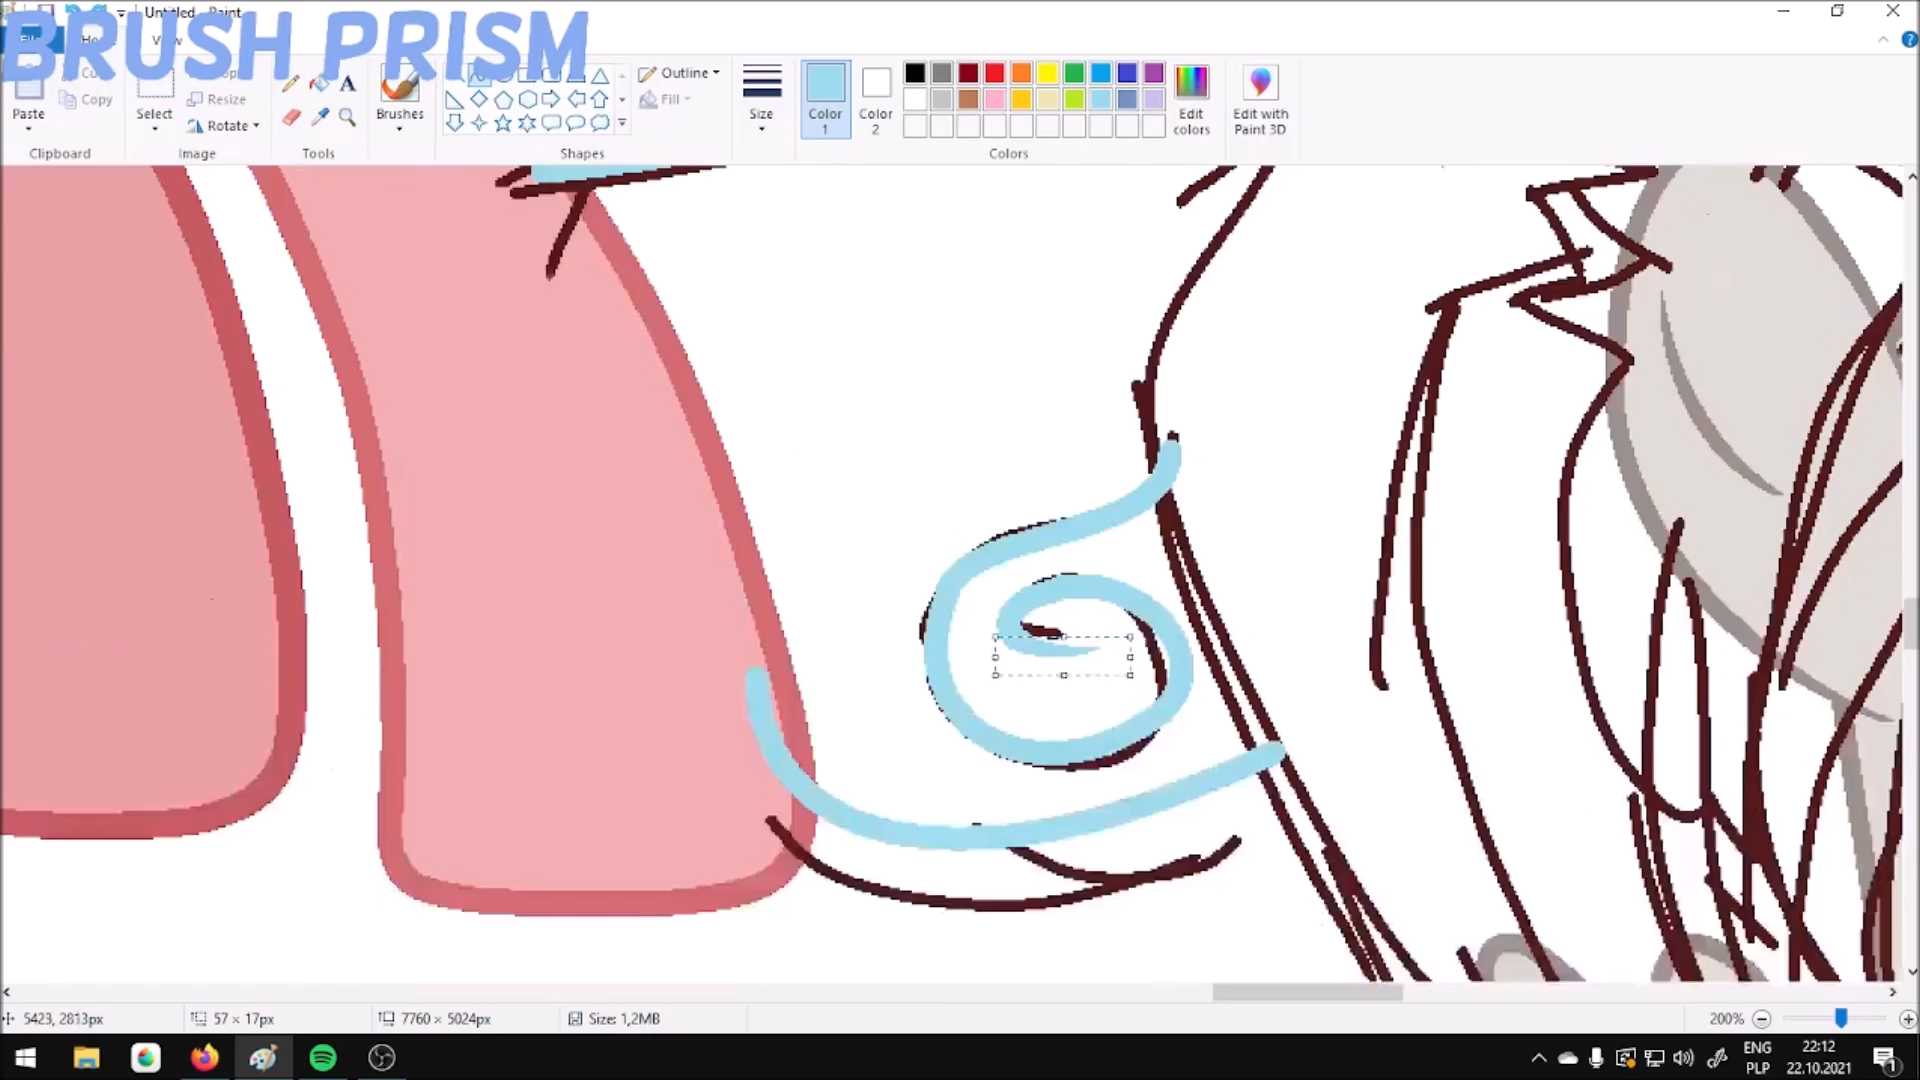 Untitled - Paint
BRUSH PRISM
Paste
Copy
Clipboard
Select
Resize
Rotate
Image
Tools
Brushes
Shapes
Outline
Fill
Size
Color
1
Color
2
Edit
colors
Edit with
Paint 3D
Colors
5423, 2813px
57 × 17px
7760 × 5024px
Size: 1,2MB
200%
ENG
PLP
22:12
22.10.2021
1